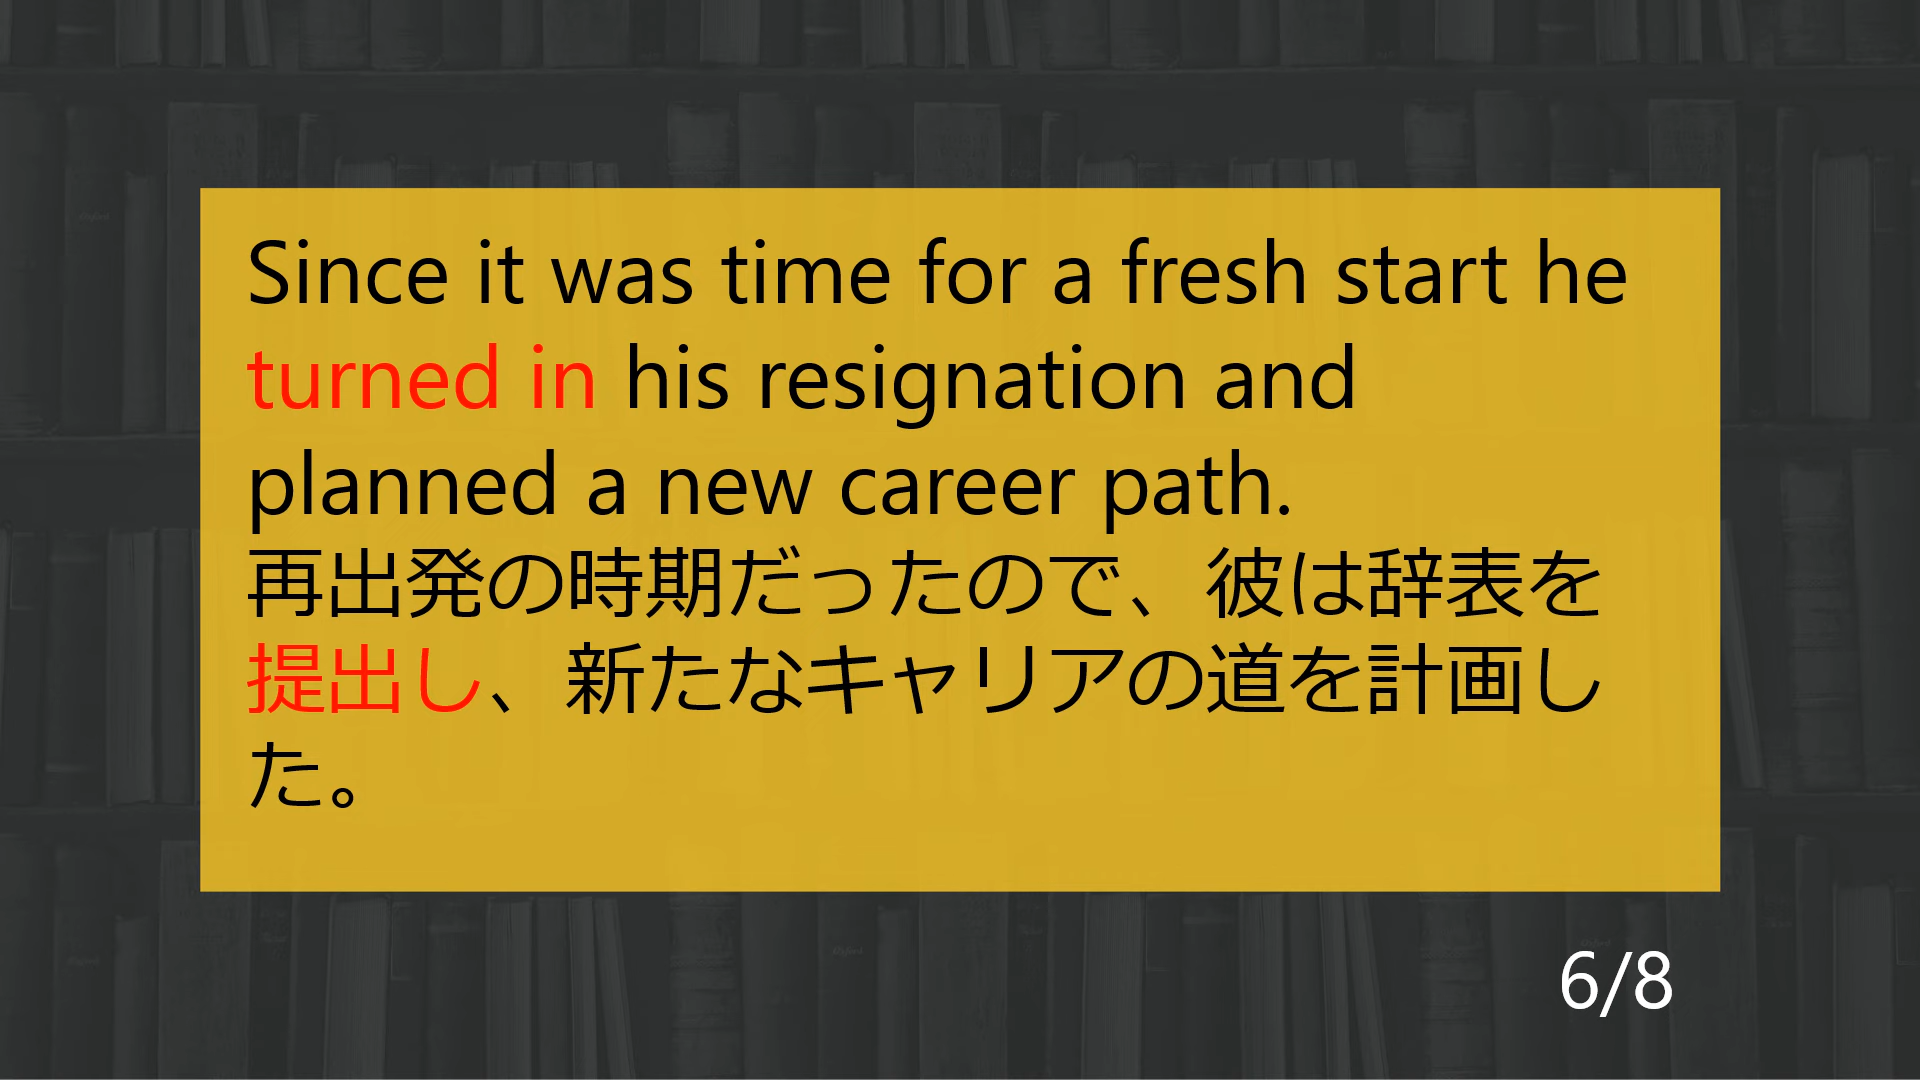 Since it was time for a fresh start he
turned in his resignation and
planned a new career path.
再出発の時期だったので、彼は辞表を
提出し、新たなキャリアの道を計画し
た。
6/8